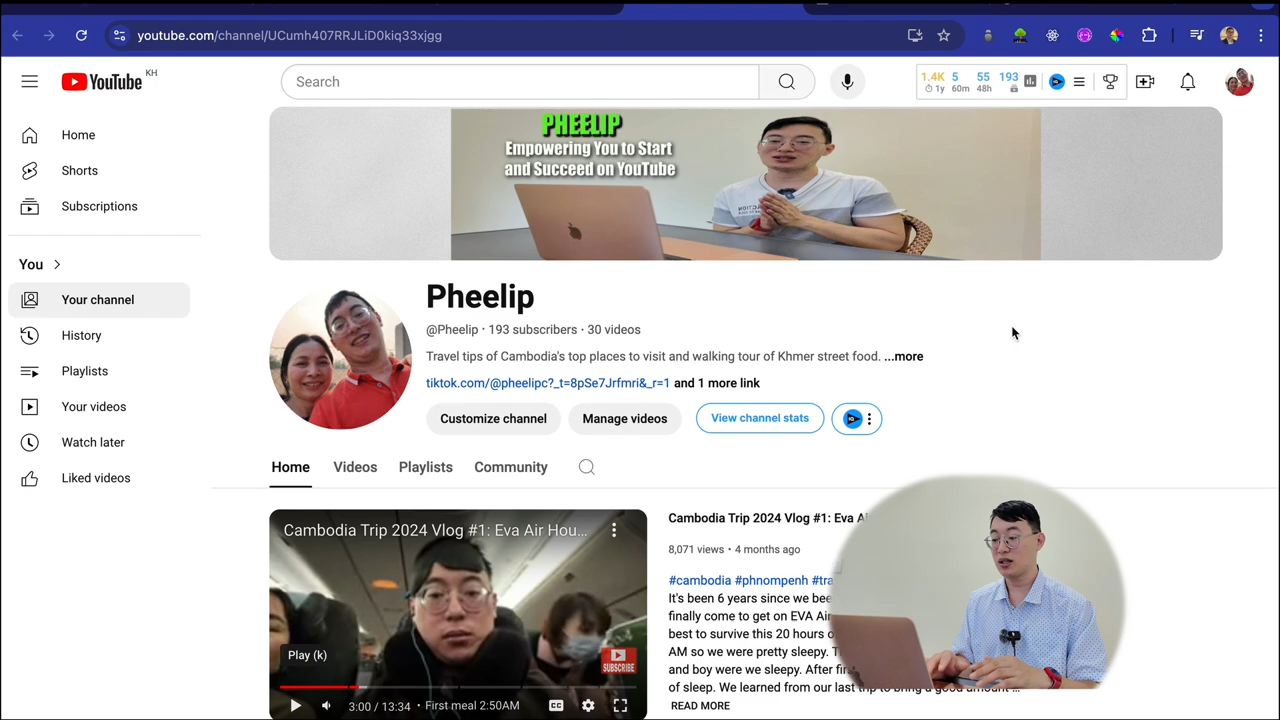 youtube.com/channel/UCumh407RRJLiD0kiq33xjgg
YouTube KH
Search
1.4K 5 55 193
1y 60m 48h
Home
Shorts
Subscriptions
You
Your channel
History
Playlists
Your videos
Watch later
Liked videos
PHEELIP
Empowering You to Start
and Succeed on YouTube
Pheelip
@Pheelip · 193 subscribers · 30 videos
Travel tips of Cambodia's top places to visit and walking tour of Khmer street food. ...more
tiktok.com/@pheelipc?_t=8pSe7Jrfmri&_r=1 and 1 more link
Customize channel
Manage videos
View channel stats
Home Videos Playlists Community
Cambodia Trip 2024 Vlog #1: Eva Air Hou...
Play (k)
SUBSCRIBE
3:00 / 13:34 · First meal 2:50AM
CC
Cambodia Trip 2024 Vlog #1: Eva
8,071 views · 4 months ago
#cambodia #phnompenh
It's been 6 years since we
finally come to get on EVA Air
best to survive this 20 hours
AM so we were pretty sleepy.
and boy were we sleepy. After
of sleep. We learned from our last trip to bring a good amount ...
READ MORE